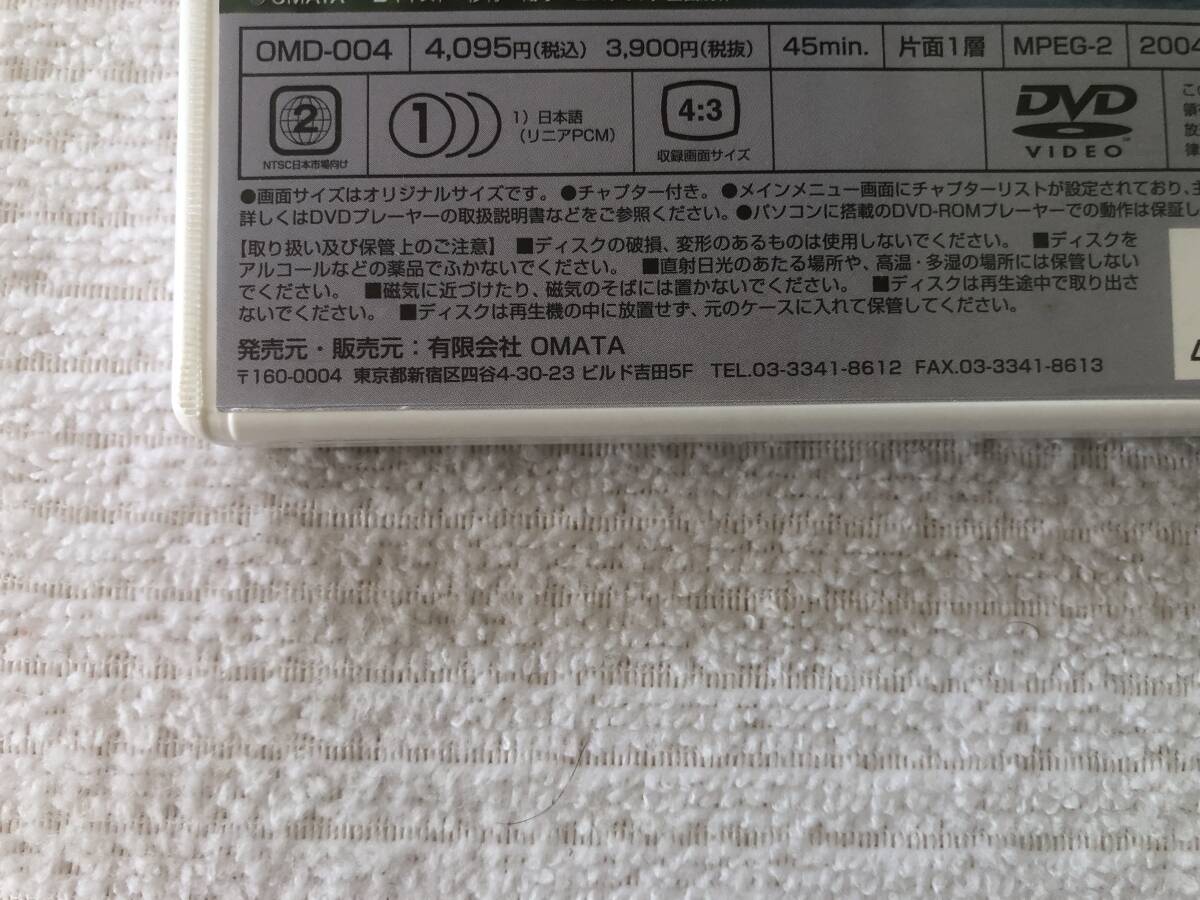 OMD-004 4,095円(税込) 3,900円(税抜) 45min. 片面1層 MPEG-2 2004
2 1 1) 日本語 4:3 DVD
(リニアPCM)
NTSC日本市場向け 収録画面サイズ VIDEO
●画面サイズはオリジナルサイズです。 ●チャプター付き。 ●メインメニュー画面にチャプターリストが設定されており、
詳しくはDVDプレーヤーの取扱説明書などをご参照ください。●パソコンに搭載のDVD-ROMプレーヤーでの動作は保証し
【取り扱い及び保管上のご注意】 ■ディスクの破損、変形のあるものは使用しないでください。 ■ディスクを
アルコールなどの薬品でふかないでください。 ■直射日光のあたる場所や、高温・多湿の場所には保管しない
でください。 ■磁気に近づけたり、磁気のそばには置かないでください。 ■ディスクは再生途中で取り出さ
ないでください。 ■ディスクは再生機の中に放置せず、元のケースに入れて保管してください。
発売元・販売元:有限会社 OMATA
〒160-0004 東京都新宿区四谷4-30-23 ビルド吉田5F TEL.03-3341-8612 FAX.03-3341-8613